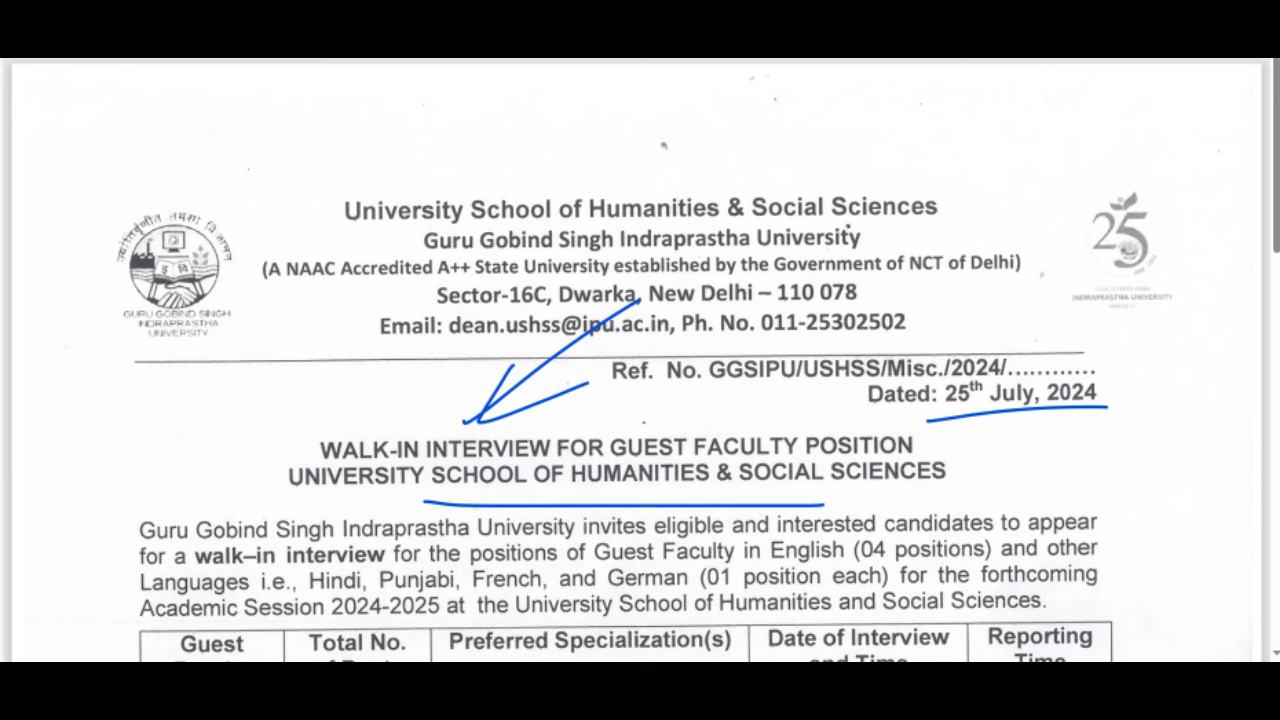 University School of Humanities & Social Sciences
Guru Gobind Singh Indraprastha University
(A NAAC Accredited A++ State University established by the Government of NCT of Delhi)
Sector-16C, Dwarka, New Delhi – 110 078
Email: dean.ushss@ipu.ac.in, Ph. No. 011-25302502
GURU GOBIND SINGH
INDRAPRASTHA
UNIVERSITY
25
INDRAPRASTHA UNIVERSITY
Ref. No. GGSIPU/USHSS/Misc./2024/............
Dated: 25th July, 2024
WALK-IN INTERVIEW FOR GUEST FACULTY POSITION
UNIVERSITY SCHOOL OF HUMANITIES & SOCIAL SCIENCES
Guru Gobind Singh Indraprastha University invites eligible and interested candidates to appear
for a walk–in interview for the positions of Guest Faculty in English (04 positions) and other
Languages i.e., Hindi, Punjabi, French, and German (01 position each) for the forthcoming
Academic Session 2024-2025 at the University School of Humanities and Social Sciences.
Guest Total No. Preferred Specialization(s) Date of Interview Reporting